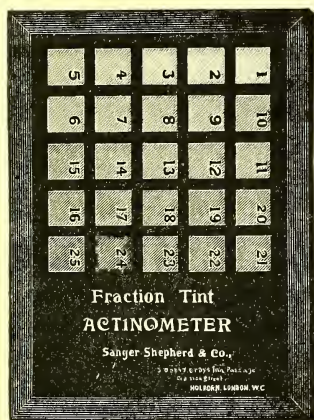 5 4 3 2 1
6 7 8 9 10
15 14 13 12 11
16 17 18 19 20
25 24 23 22 21
Fraction Tint
ACTINOMETER
Sanger Shepherd & Co.,
Passage
HOLBORN. LONDON. W.C